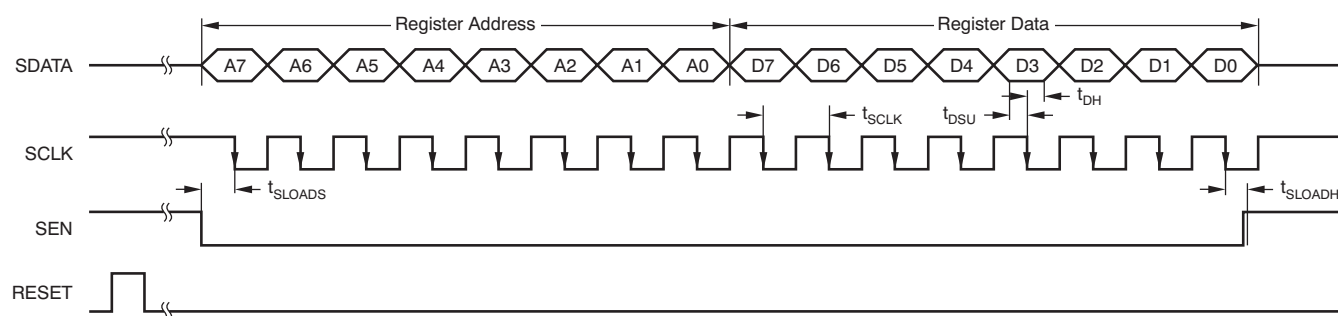 Register Address Register Data
SDATA A7 A6 A5 A4 A3 A2 A1 A0 D7 D6 D5 D4 D3 D2 D1 D0
tSCLK tDSU tDH
SCLK
tSLOADS tSLOADH
SEN
RESET